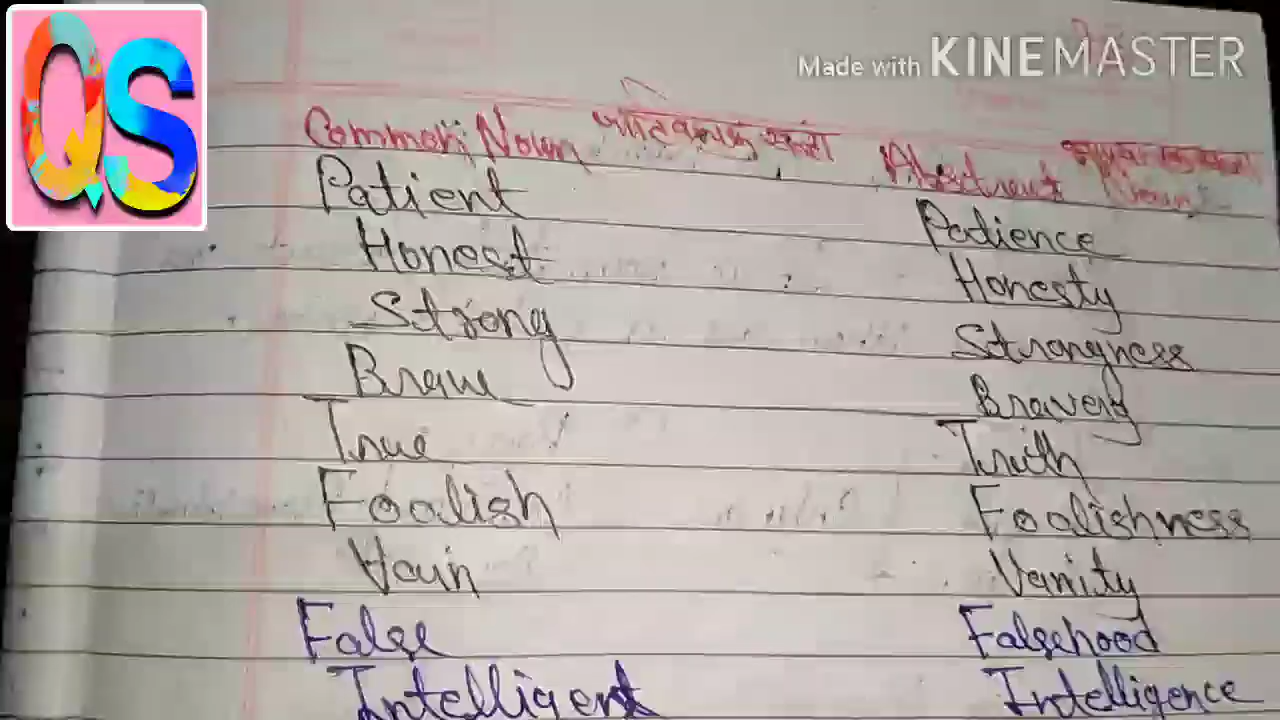 QS
Made with KINEMASTER
Common Noun जातिवाचक संज्ञा Abstract Noun
Patient Patience
Honest Honesty
Strong Strongness
Brave Bravery
True Truth
Foolish Foolishness
Vain Vanity
False Falsehood
Intelligent Intelligence